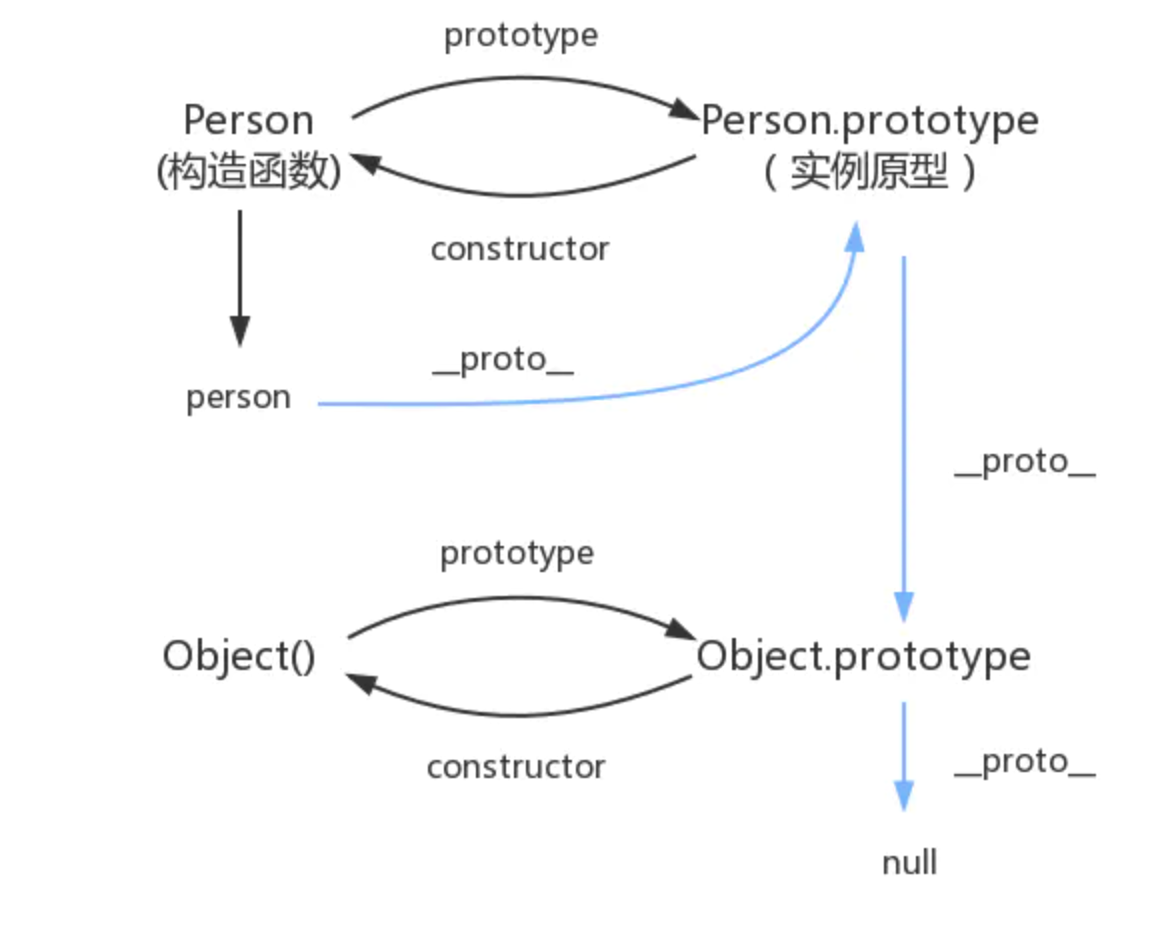 prototype
Person
Person.prototype
(构造函数)
（ 实例原型 ）
constructor
__proto__
person
__proto__
prototype
Object()
Object.prototype
constructor
__proto__
null